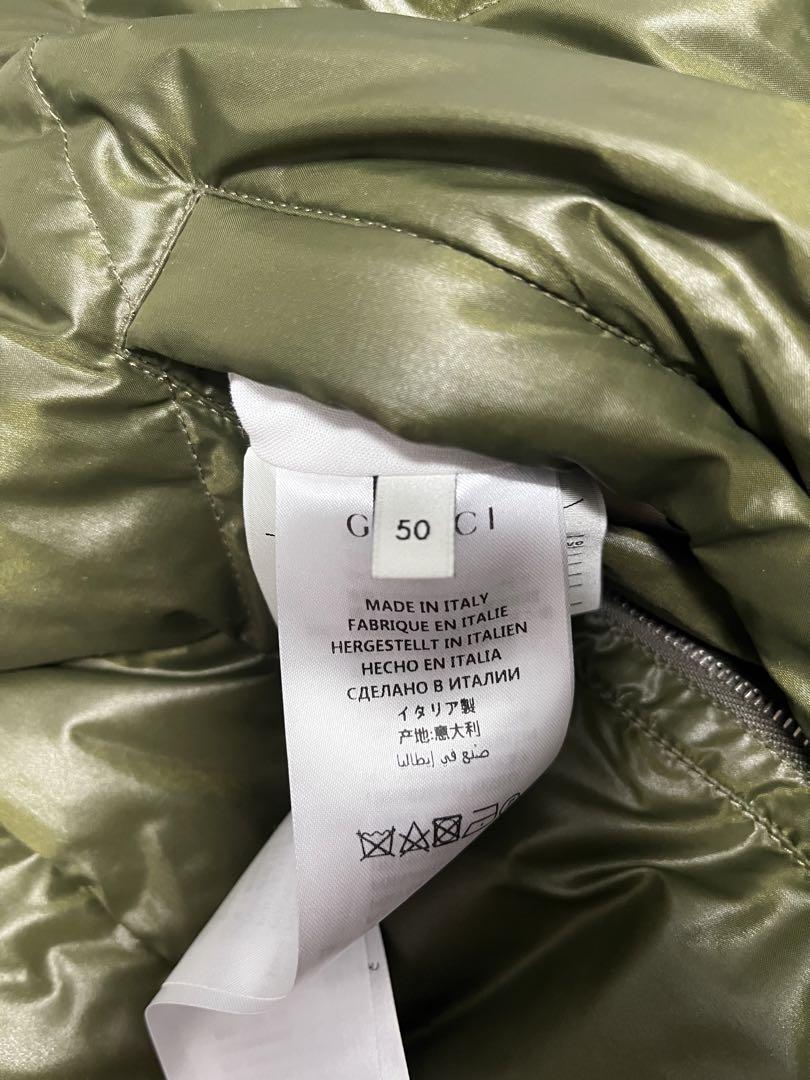 G CI
50
MADE IN ITALY
FABRIQUE EN ITALIE
HERGESTELLT IN ITALIEN
HECHO EN ITALIA
СДЕЛАНО В ИТАЛИИ
イタリア製
产地:意大利
صنع في إيطاليا